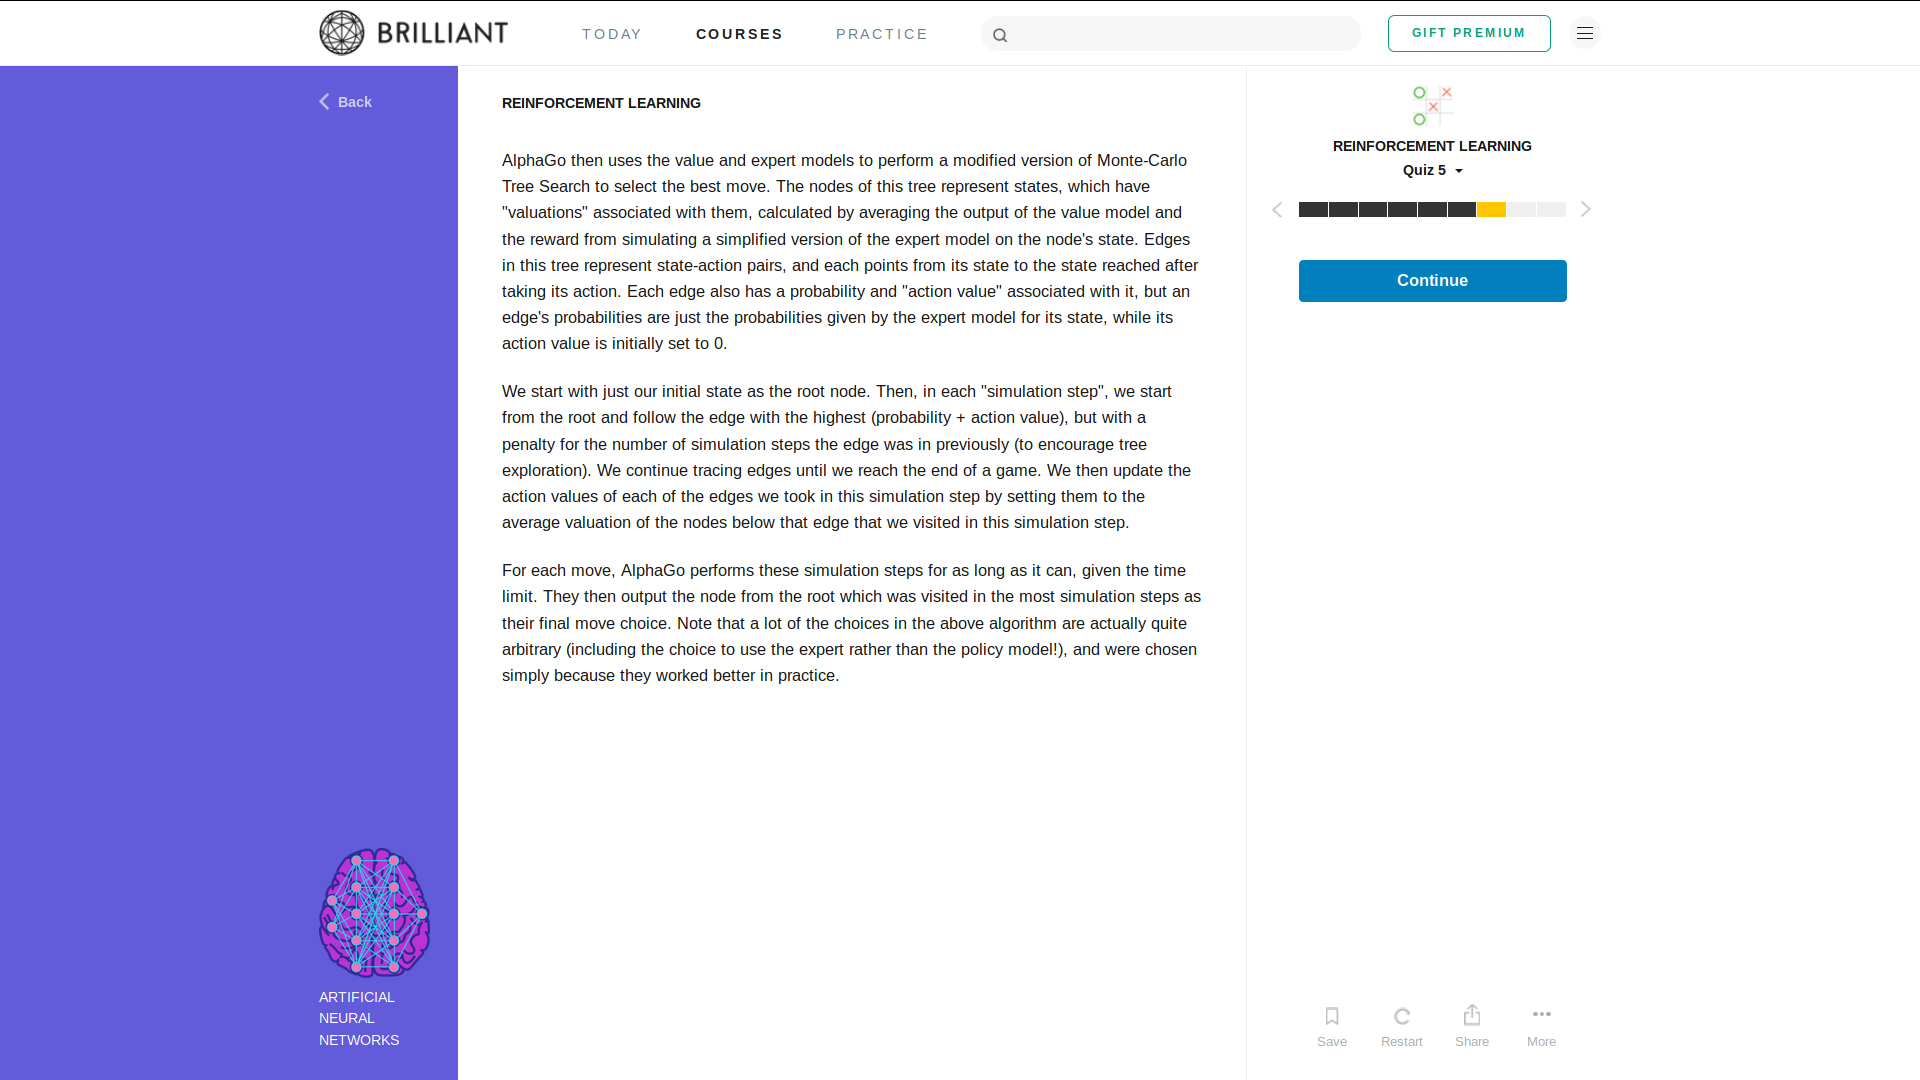 BRILLIANT
TODAY
COURSES
PRACTICE
GIFT PREMIUM
Back
REINFORCEMENT LEARNING
AlphaGo then uses the value and expert models to perform a modified version of Monte-Carlo
Tree Search to select the best move. The nodes of this tree represent states, which have
"valuations" associated with them, calculated by averaging the output of the value model and
the reward from simulating a simplified version of the expert model on the node's state. Edges
in this tree represent state-action pairs, and each points from its state to the state reached after
taking its action. Each edge also has a probability and "action value" associated with it, but an
edge's probabilities are just the probabilities given by the expert model for its state, while its
action value is initially set to 0.
We start with just our initial state as the root node. Then, in each "simulation step", we start
from the root and follow the edge with the highest (probability + action value), but with a
penalty for the number of simulation steps the edge was in previously (to encourage tree
exploration). We continue tracing edges until we reach the end of a game. We then update the
action values of each of the edges we took in this simulation step by setting them to the
average valuation of the nodes below that edge that we visited in this simulation step.
For each move, AlphaGo performs these simulation steps for as long as it can, given the time
limit. They then output the node from the root which was visited in the most simulation steps as
their final move choice. Note that a lot of the choices in the above algorithm are actually quite
arbitrary (including the choice to use the expert rather than the policy model!), and were chosen
simply because they worked better in practice.
REINFORCEMENT LEARNING
Quiz 5
Continue
ARTIFICIAL
NEURAL
NETWORKS
Save
Restart
Share
More